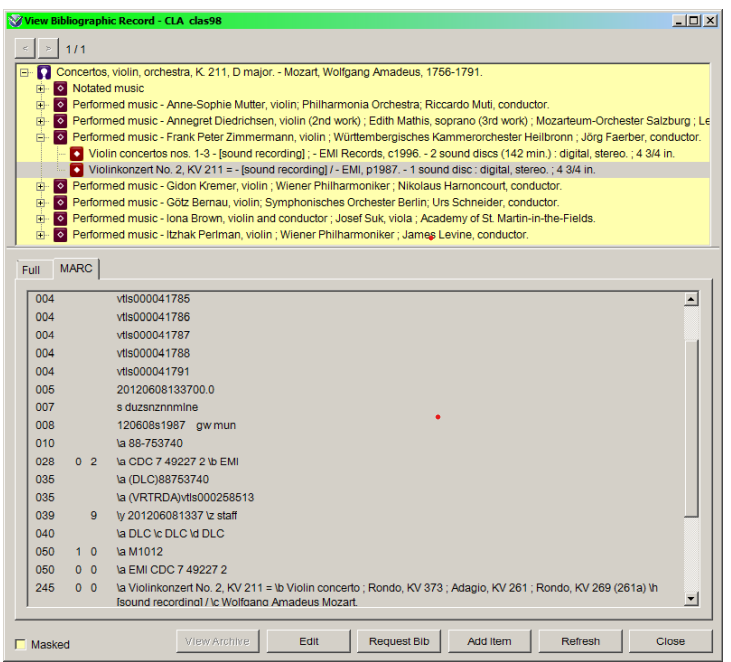 View Bibliographic Record - CLA clas98
< > 1 / 1
Concertos, violin, orchestra, K. 211, D major. - Mozart, Wolfgang Amadeus, 1756-1791.
Notated music
Performed music - Anne-Sophie Mutter, violin; Philharmonia Orchestra; Riccardo Muti, conductor.
Performed music - Annegret Diedrichsen, violin (2nd work) ; Edith Mathis, soprano (3rd work) ; Mozarteum-Orchester Salzburg ; Le
Performed music - Frank Peter Zimmermann, violin ; Württembergisches Kammerorchester Heilbronn ; Jörg Faerber, conductor.
Violin concertos nos. 1-3 - [sound recording] ; - EMI Records, c1996. - 2 sound discs (142 min.) : digital, stereo. ; 4 3/4 in.
Violinkonzert No. 2, KV 211 = - [sound recording] / - EMI, p1987. - 1 sound disc : digital, stereo. ; 4 3/4 in.
Performed music - Gidon Kremer, violin ; Wiener Philharmoniker ; Nikolaus Harnoncourt, conductor.
Performed music - Götz Bernau, violin; Symphonisches Orchester Berlin; Urs Schneider, conductor.
Performed music - Iona Brown, violin and conductor ; Josef Suk, viola ; Academy of St. Martin-in-the-Fields.
Performed music - Itzhak Perlman, violin ; Wiener Philharmoniker ; James Levine, conductor.
Full MARC
004 vtls000041785
004 vtls000041786
004 vtls000041787
004 vtls000041788
004 vtls000041791
005 20120608133700.0
007 s duzsnznnmlne
008 120608s1987 gw mun
010 \a 88-753740
028 0 2 \a CDC 7 49227 2 \b EMI
035 \a (DLC)88753740
035 \a (VRTRDA)vtls000258513
039 9 \y 201206081337 \z staff
040 \a DLC \c DLC \d DLC
050 1 0 \a M1012
050 0 0 \a EMI CDC 7 49227 2
245 0 0 \a Violinkonzert No. 2, KV 211 = \b Violin concerto ; Rondo, KV 373 ; Adagio, KV 261 ; Rondo, KV 269 (261a) \h
[sound recording] / \c Wolfgang Amadeus Mozart.
Masked View Archive Edit Request Bib Add Item Refresh Close